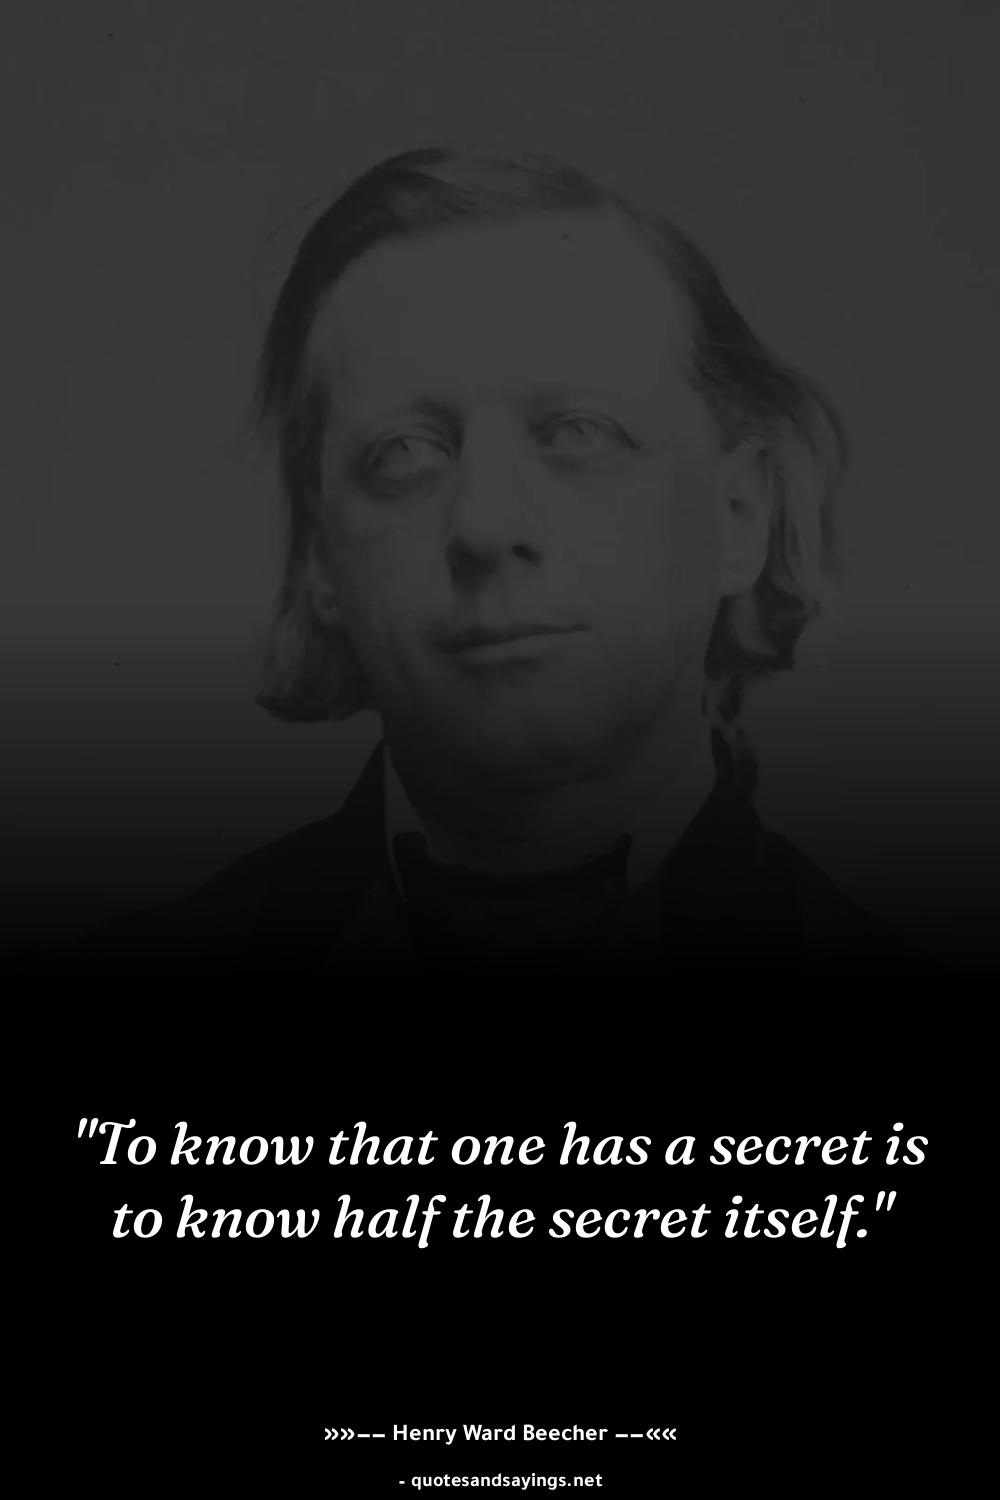 "To know that one has a secret is
to know half the secret itself."
»»−− Henry Ward Beecher −−««
- quotesandsayings.net